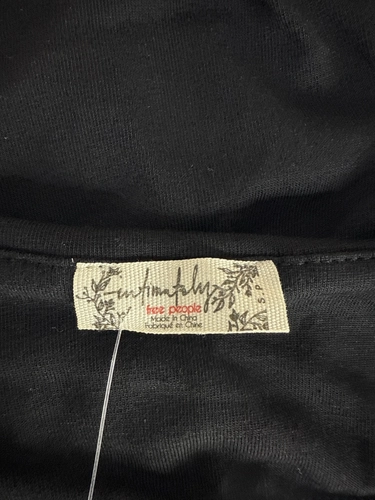 intimately
free people
Made in China
Fabriqué en Chine
S.P